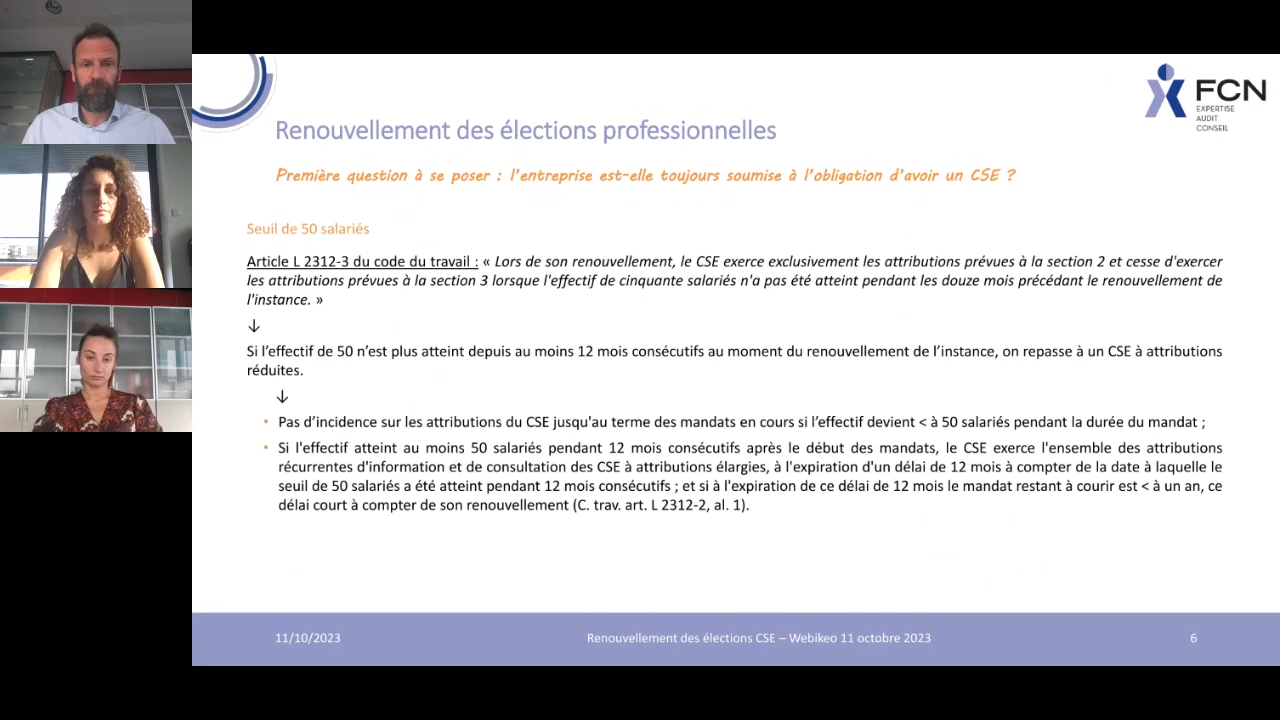 FCN
EXPERTISE
AUDIT
CONSEIL
Renouvellement des élections professionnelles
Première question à se poser : l'entreprise est-elle toujours soumise à l'obligation d'avoir un CSE ?
Seuil de 50 salariés
Article L 2312-3 du code du travail : « Lors de son renouvellement, le CSE exerce exclusivement les attributions prévues à la section 2 et cesse d'exercer
les attributions prévues à la section 3 lorsque l'effectif de cinquante salariés n'a pas été atteint pendant les douze mois précédant le renouvellement de
l'instance. »
↓
Si l’effectif de 50 n’est plus atteint depuis au moins 12 mois consécutifs au moment du renouvellement de l’instance, on repasse à un CSE à attributions
réduites.
↓
• Pas d’incidence sur les attributions du CSE jusqu'au terme des mandats en cours si l’effectif devient < à 50 salariés pendant la durée du mandat ;
• Si l'effectif atteint au moins 50 salariés pendant 12 mois consécutifs après le début des mandats, le CSE exerce l'ensemble des attributions
récurrentes d'information et de consultation des CSE à attributions élargies, à l'expiration d'un délai de 12 mois à compter de la date à laquelle le
seuil de 50 salariés a été atteint pendant 12 mois consécutifs ; et si à l'expiration de ce délai de 12 mois le mandat restant à courir est < à un an, ce
délai court à compter de son renouvellement (C. trav. art. L 2312-2, al. 1).
11/10/2023
Renouvellement des élections CSE – Webikeo 11 octobre 2023
6